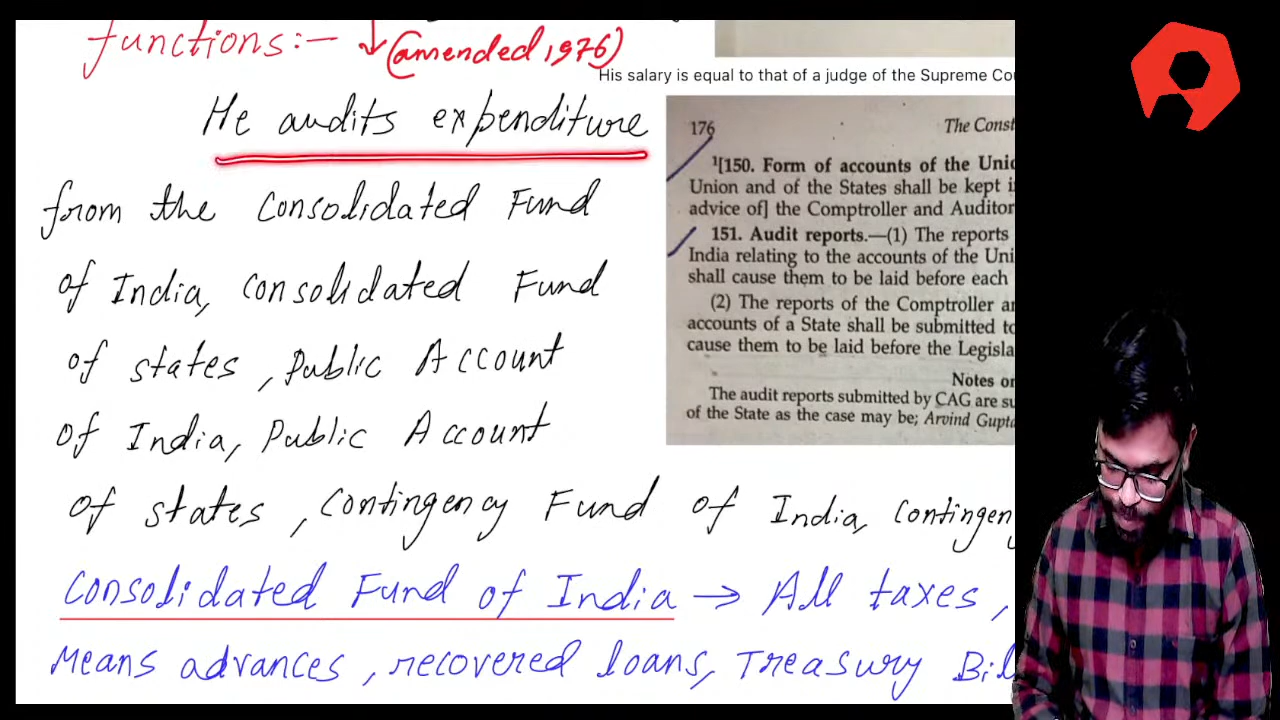 functions:- ↓ (amended 1976)
His salary is equal to that of a judge of the Supreme Co
He audits expenditure
from the Consolidated Fund
of India, Consolidated Fund
of states, Public Account
of India, Public Account
of states, Contingency Fund of India, Contingen
Consolidated Fund of India → All taxes,
Means advances, recovered loans, Treasury Bil
176 The Const
¹[150. Form of accounts of the Unio
Union and of the States shall be kept i
advice of] the Comptroller and Auditor
151. Audit reports.—(1) The reports
India relating to the accounts of the Uni
shall cause them to be laid before each
(2) The reports of the Comptroller a
accounts of a State shall be submitted to
cause them to be laid before the Legisla
Notes o
The audit reports submitted by CAG are su
of the State as the case may be; Arvind Gupta